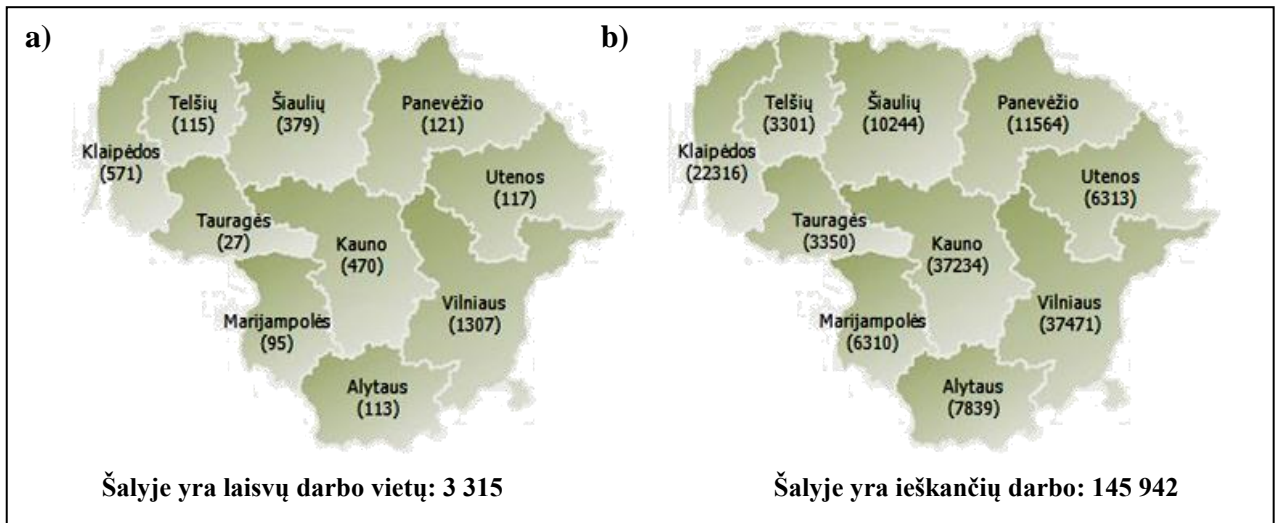 a)
Telšių
(115)
Šiaulių
(379)
Panevėžio
(121)
Klaipėdos
(571)
Utenos
(117)
Tauragės
(27)
Kauno
(470)
Vilniaus
(1307)
Marijampolės
(95)
Alytaus
(113)
Šalyje yra laisvų darbo vietų: 3 315
b)
Telšių
(3301)
Šiaulių
(10244)
Panevėžio
(11564)
Klaipėdos
(22316)
Utenos
(6313)
Tauragės
(3350)
Kauno
(37234)
Vilniaus
(37471)
Marijampolės
(6310)
Alytaus
(7839)
Šalyje yra ieškančių darbo: 145 942